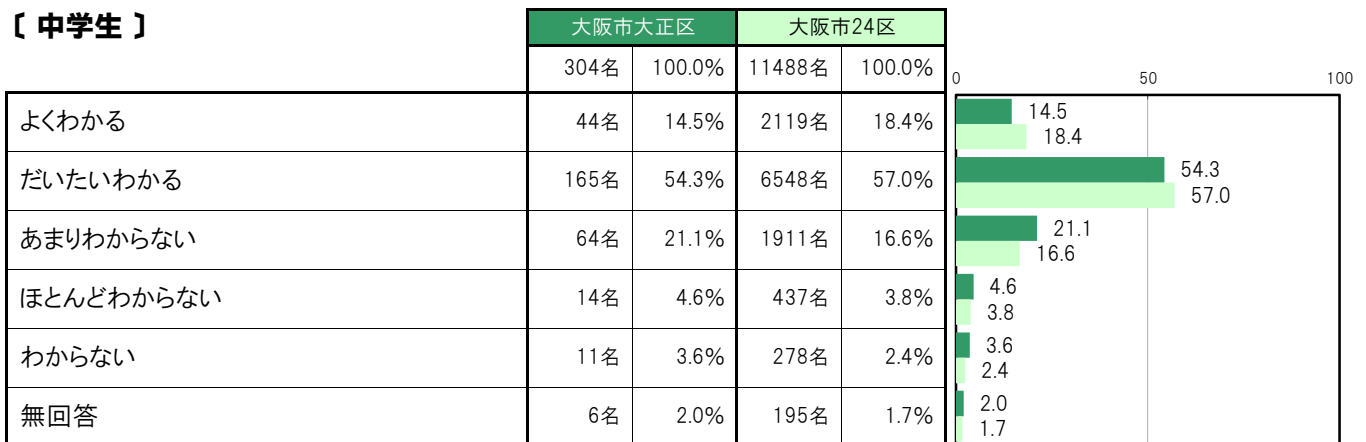 〔 中学生 〕
大阪市大正区 大阪市24区
304名 100.0% 11488名 100.0%
0 50 100
よくわかる 44名 14.5% 2119名 18.4% 14.5
18.4
だいたいわかる 165名 54.3% 6548名 57.0% 54.3
57.0
あまりわからない 64名 21.1% 1911名 16.6% 21.1
16.6
ほとんどわからない 14名 4.6% 437名 3.8% 4.6
3.8
わからない 11名 3.6% 278名 2.4% 3.6
2.4
無回答 6名 2.0% 195名 1.7% 2.0
1.7